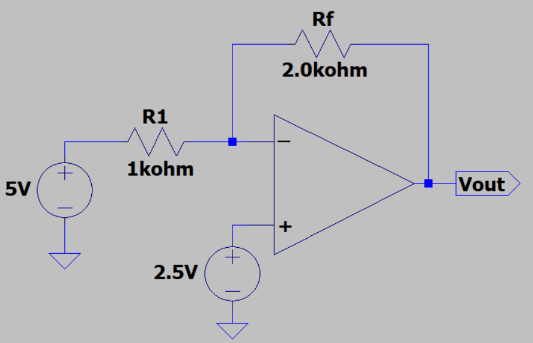 Rf
2.0kohm
R1
1kohm
5V
+
−
−
+
2.5V
+
−
Vout